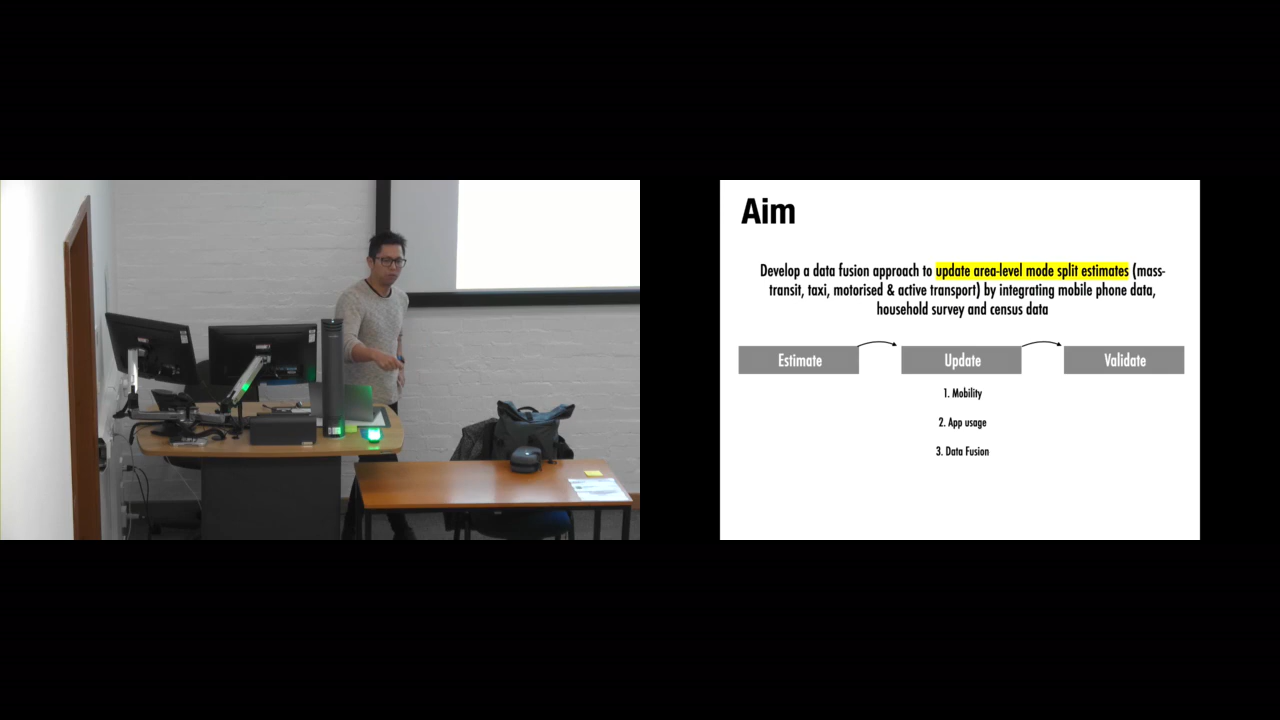 Aim
Develop a data fusion approach to update area-level mode split estimates (mass-
transit, taxi, motorised & active transport) by integrating mobile phone data,
household survey and census data
Estimate
Update
Validate
1. Mobility
2. App usage
3. Data Fusion